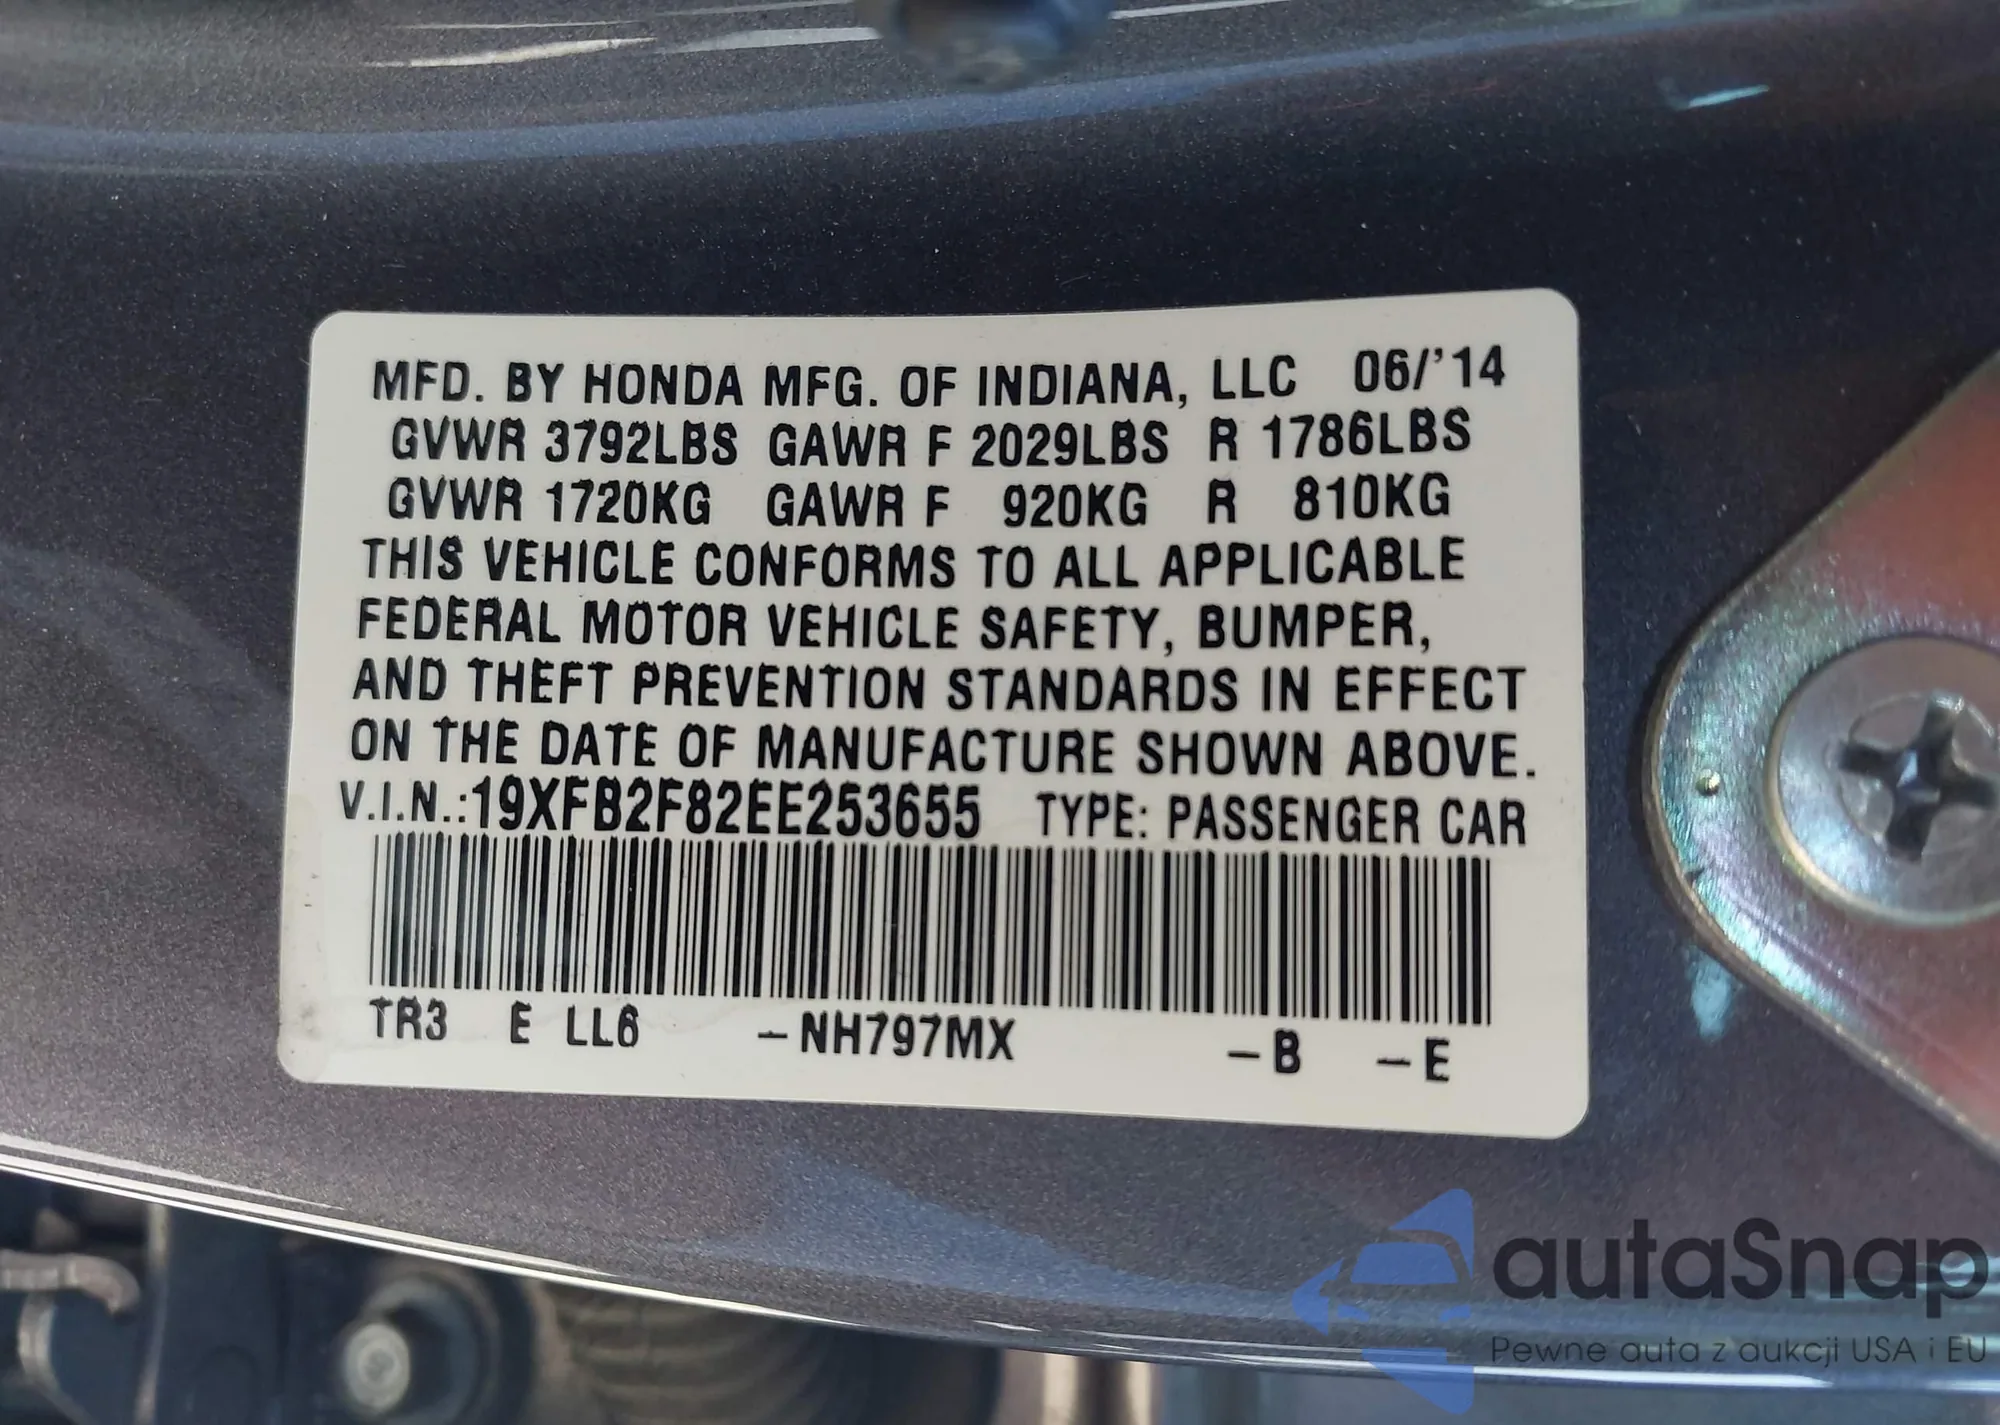 MFD. BY HONDA MFG. OF INDIANA, LLC 06/'14
GVWR 3792LBS GAWR F 2029LBS R 1786LBS
GVWR 1720KG GAWR F 920KG R 810KG
THIS VEHICLE CONFORMS TO ALL APPLICABLE
FEDERAL MOTOR VEHICLE SAFETY, BUMPER,
AND THEFT PREVENTION STANDARDS IN EFFECT
ON THE DATE OF MANUFACTURE SHOWN ABOVE.
V.I.N.:19XFB2F82EE253655 TYPE: PASSENGER CAR
TR3 E LL6 -NH797MX -B -E
autaSnap
Pewne auta z aukcji USA i EU